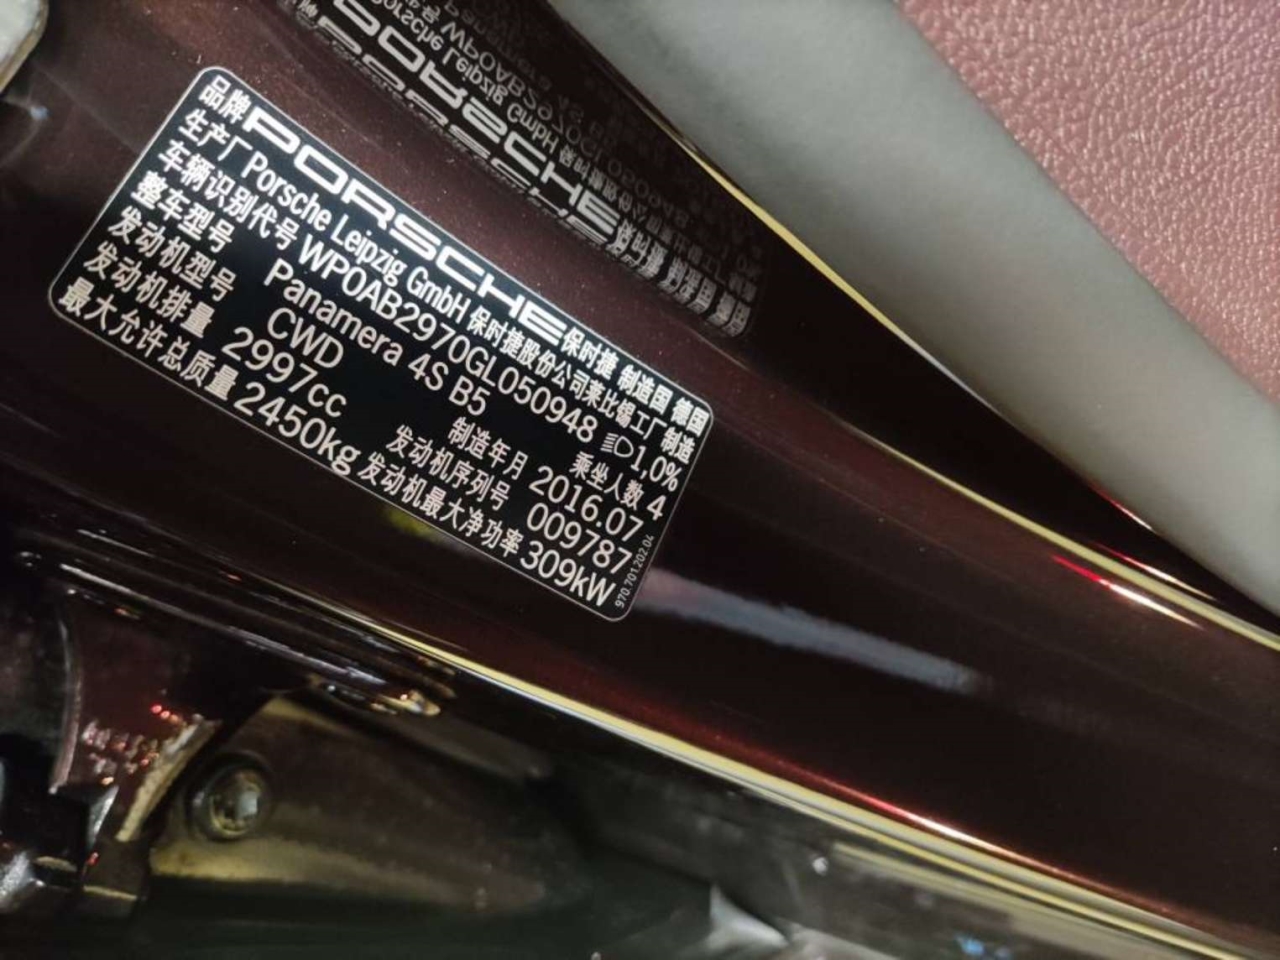 品牌 PORSCHE 保时捷 制造国 德国
生产厂 Porsche Leipzig GmbH 保时捷股份公司莱比锡工厂制造
车辆识别代号 WP0AB2970GL050948 1,0%
整车型号 Panamera 4S B5 乘坐人数 4
发动机型号 CWD 制造年月 2016.07
发动机排量 2997cc 发动机序列号 009787
最大允许总质量 2450kg 发动机最大净功率 309kW
970.701.202.04